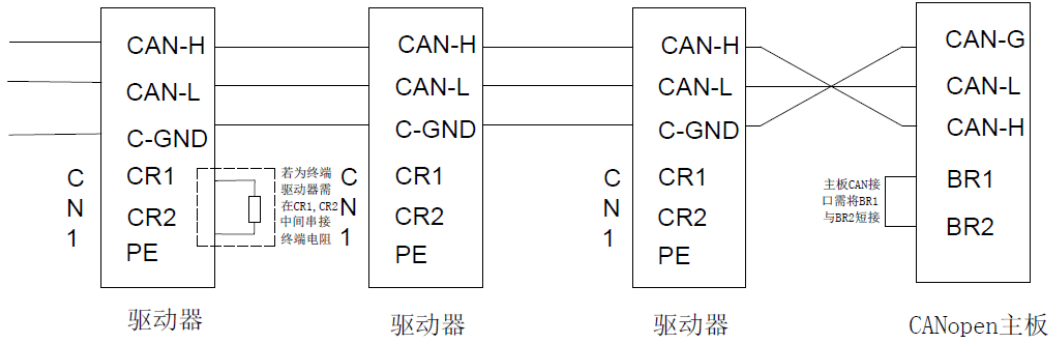 CAN-H
CAN-L
C-GND
CR1
CR2
PE
C
N
1
若为终端
驱动器需
在CR1,CR2
中间串接
终端电阻
驱动器
CAN-H
CAN-L
C-GND
CR1
CR2
PE
C
N
1
驱动器
CAN-H
CAN-L
C-GND
CR1
CR2
PE
C
N
1
驱动器
CAN-G
CAN-L
CAN-H
BR1
BR2
主板CAN接
口需将BR1
与BR2短接
CANopen主板